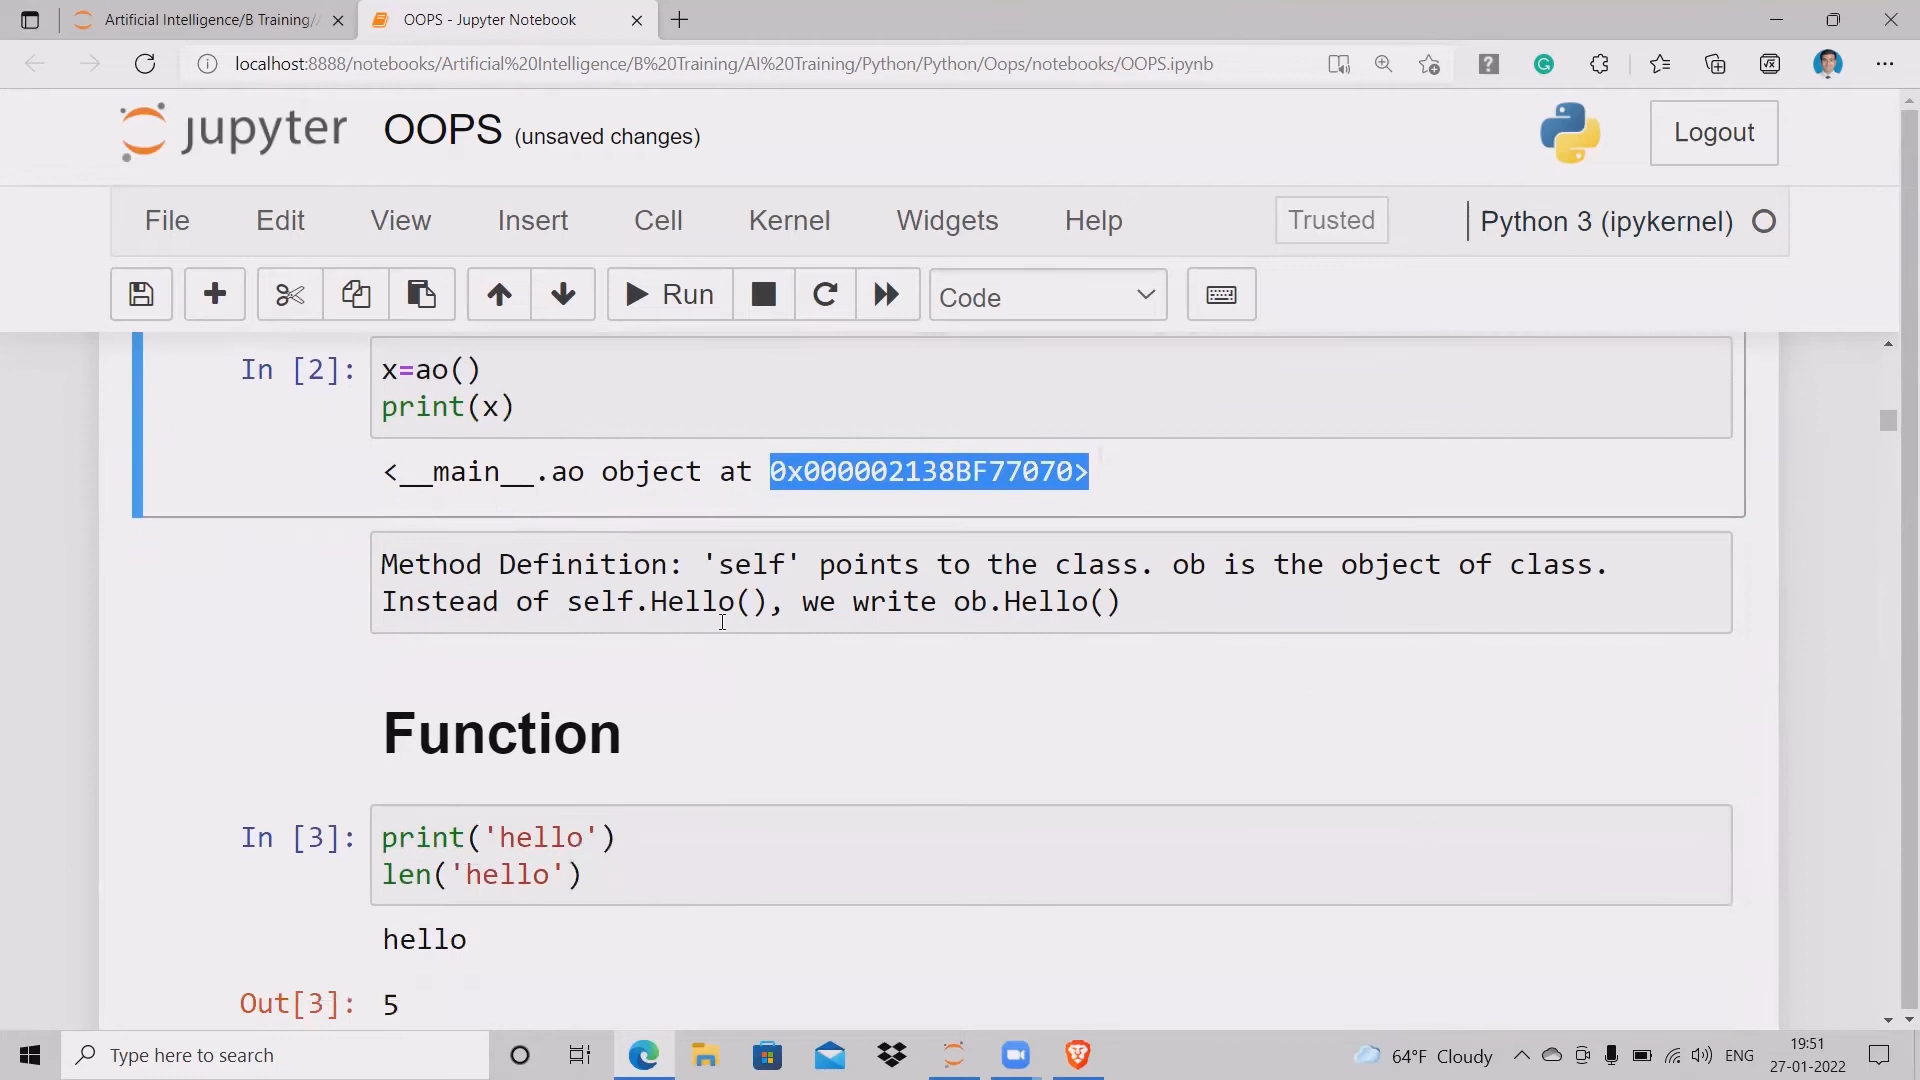 Artificial Intelligence/B Training/
OOPS - Jupyter Notebook
localhost:8888/notebooks/Artificial%20Intelligence/B%20Training/AI%20Training/Python/Python/Oops/notebooks/OOPS.ipynb
jupyter OOPS (unsaved changes)
Logout
File Edit View Insert Cell Kernel Widgets Help Trusted Python 3 (ipykernel)
Run Code
In [2]: x=ao()
print(x)
<__main__.ao object at 0x000002138BF77070>
Method Definition: 'self' points to the class. ob is the object of class.
Instead of self.Hello(), we write ob.Hello()
Function
In [3]: print('hello')
len('hello')
hello
Out[3]: 5
Type here to search
64°F Cloudy
ENG
19:51
27-01-2022